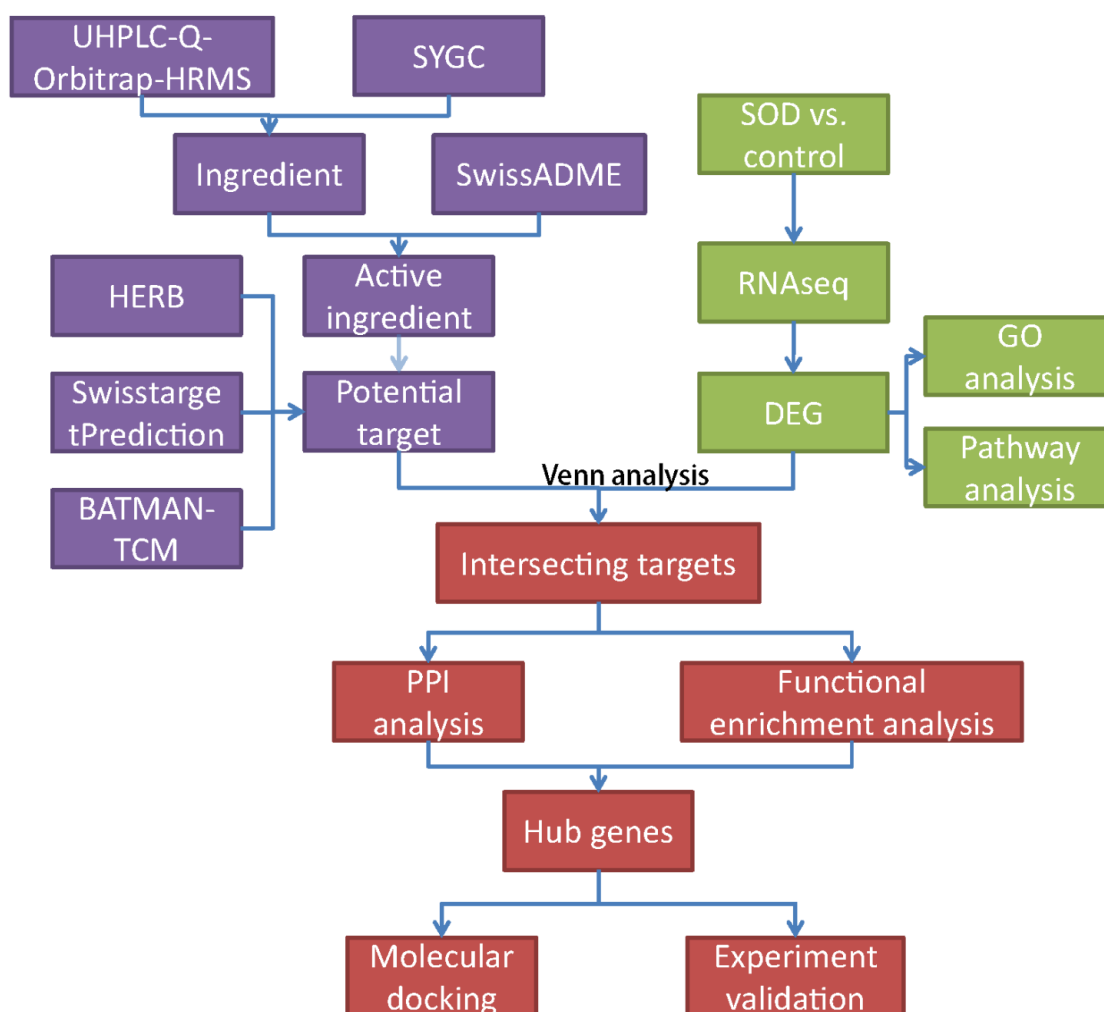 UHPLC-Q-
Orbitrap-HRMS
SYGC
SOD vs.
control
Ingredient
SwissADME
HERB
Active
ingredient
RNAseq
GO
analysis
Swisstarge
tPrediction
Potential
target
DEG
Pathway
analysis
Venn analysis
BATMAN-
TCM
Intersecting targets
PPI
analysis
Functional
enrichment analysis
Hub genes
Molecular
docking
Experiment
validation